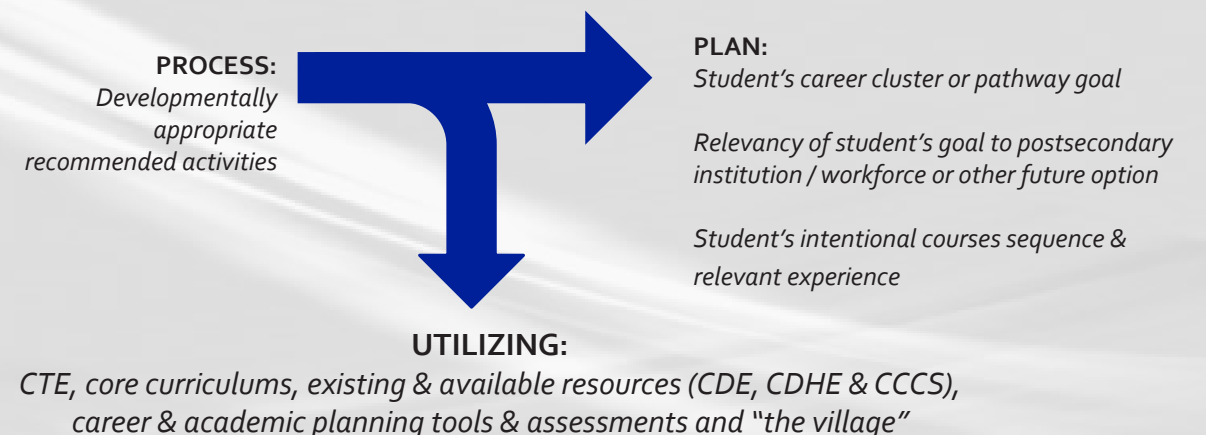 PROCESS:
Developmentally
appropriate
recommended activities
PLAN:
Student’s career cluster or pathway goal
Relevancy of student’s goal to postsecondary
institution / workforce or other future option
Student’s intentional courses sequence &
relevant experience
UTILIZING:
CTE, core curriculums, existing & available resources (CDE, CDHE & CCCS),
career & academic planning tools & assessments and “the village”